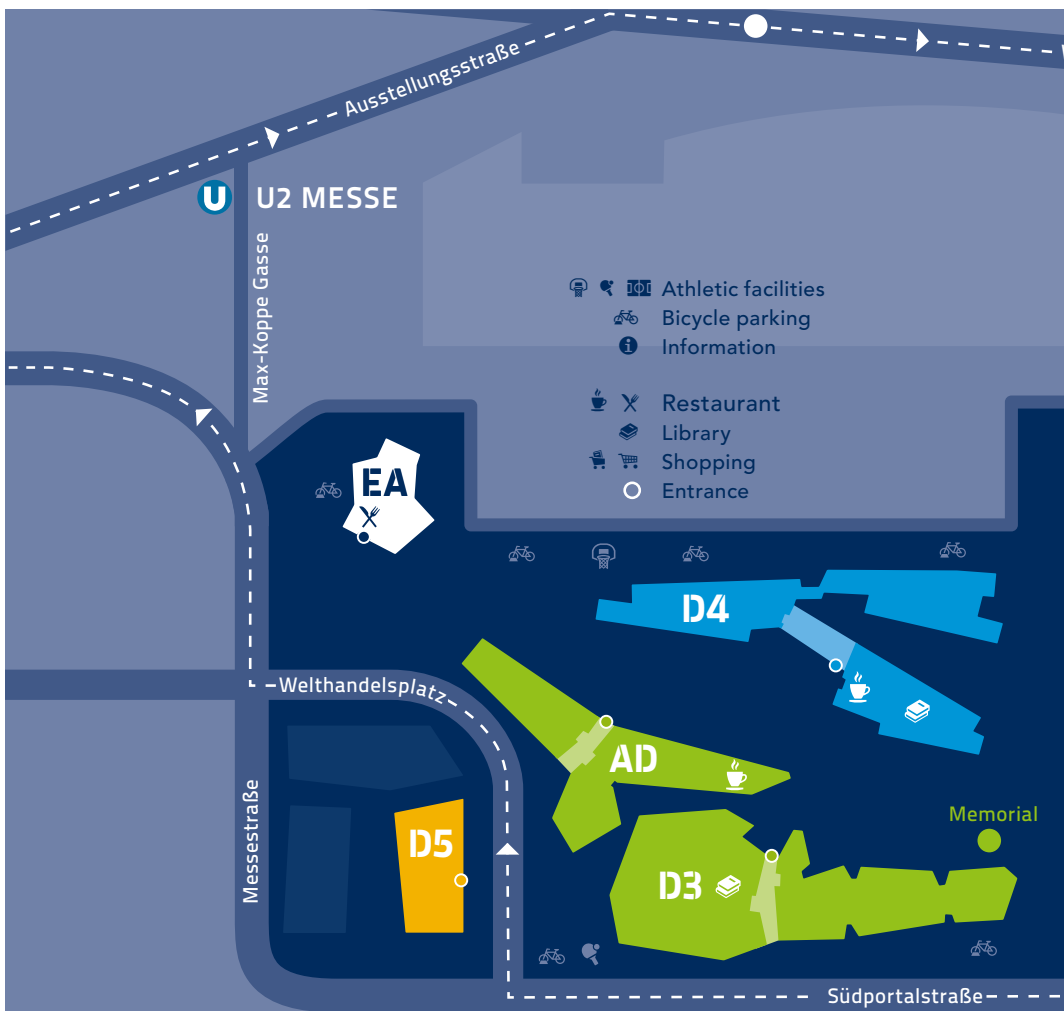 Ausstellungsstraße
U U2 MESSE
Max-Koppe Gasse
Athletic facilities
Bicycle parking
i Information
Restaurant
Library
Shopping
Entrance
EA
D4
Welthandelsplatz
AD
Messestraße
D5
Memorial
D3
Südportalstraße